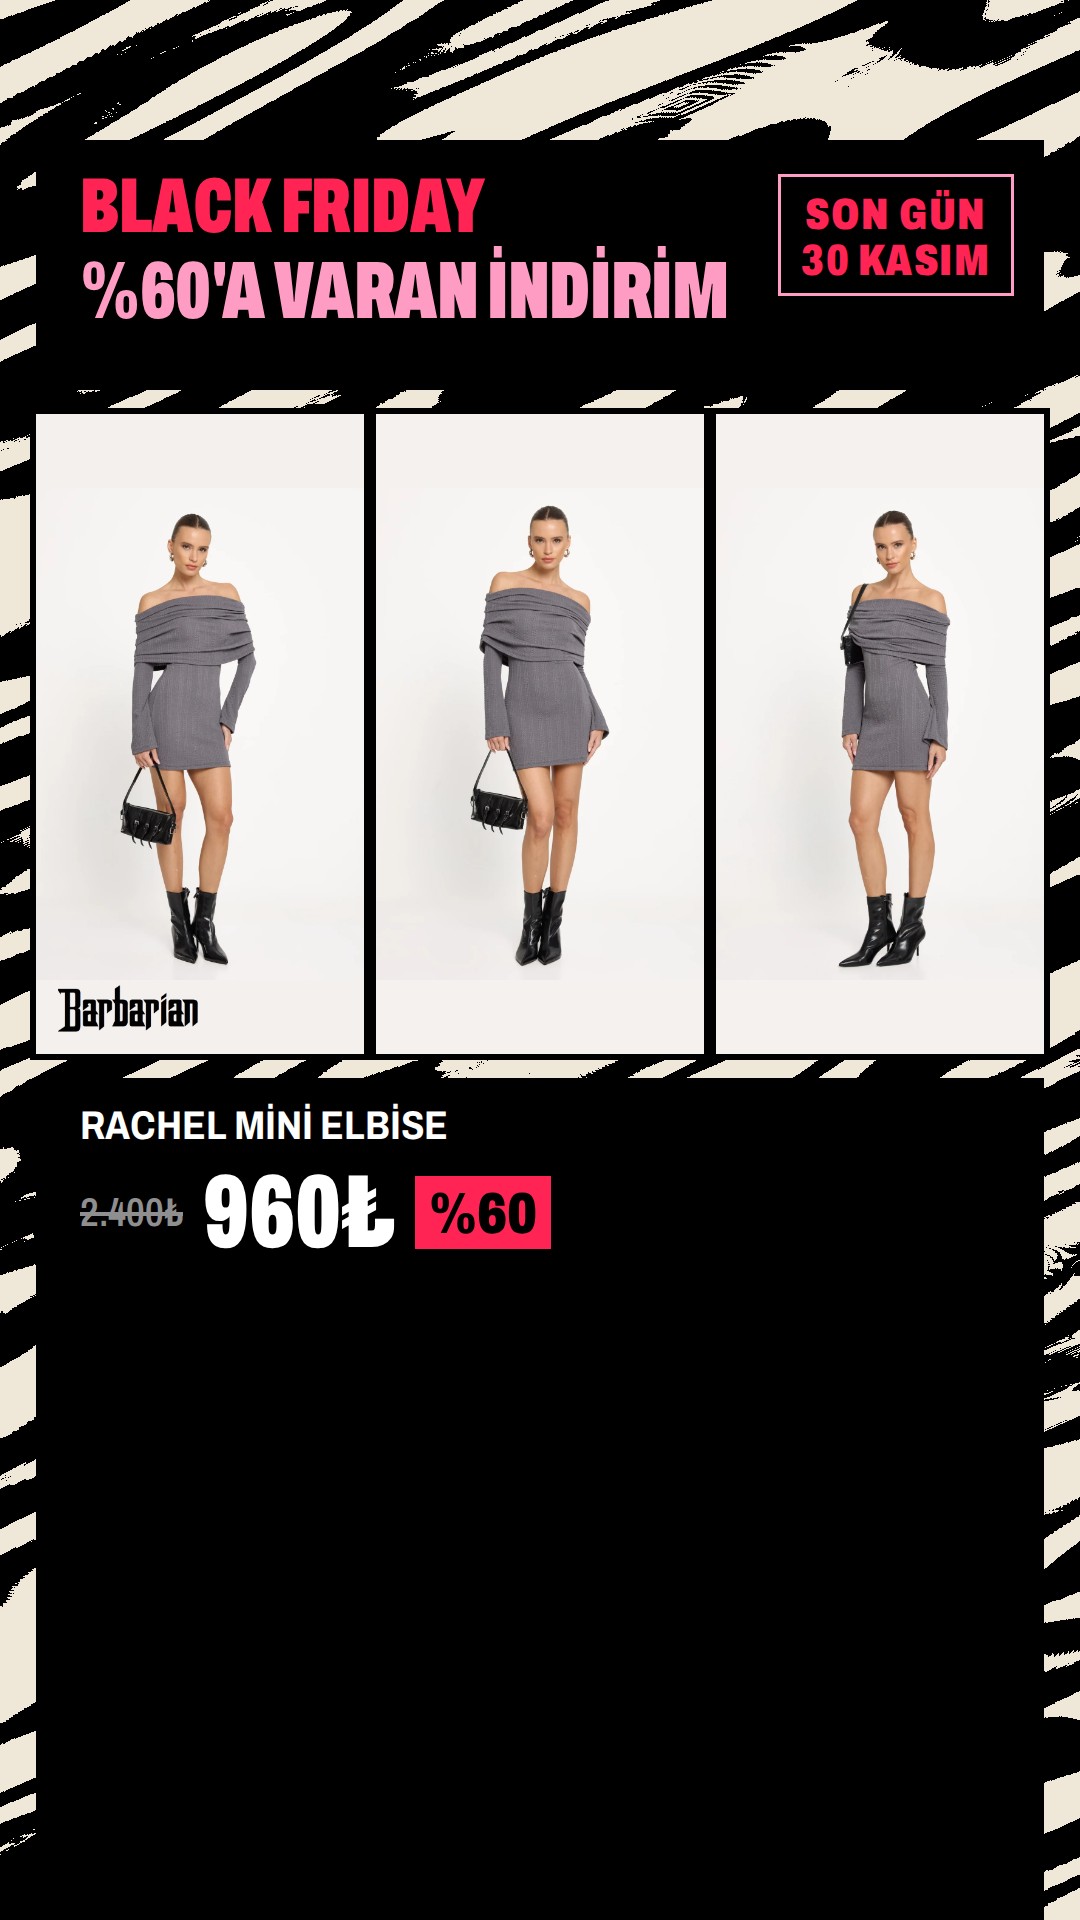 BLACK FRIDAY
%60'A VARAN İNDİRİM
SON GÜN
30 KASIM
Barbarian
RACHEL MİNİ ELBİSE
2.400₺ 960₺ %60